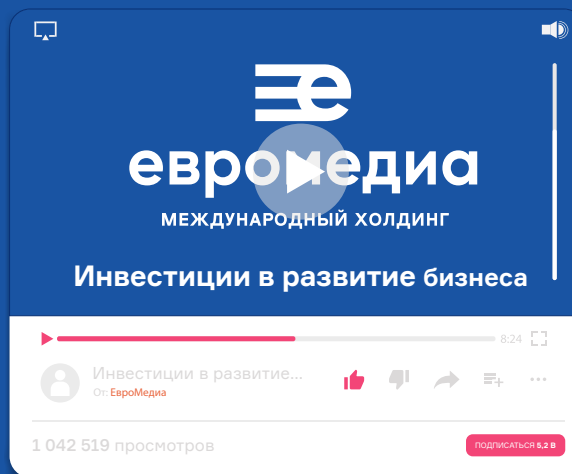 евромедиа
МЕЖДУНАРОДНЫЙ ХОЛДИНГ
Инвестиции в развитие бизнеса
8:24
Инвестиции в развитие...
От: ЕвроМедиа
1 042 519 просмотров
ПОДПИСАТЬСЯ 5,2 В